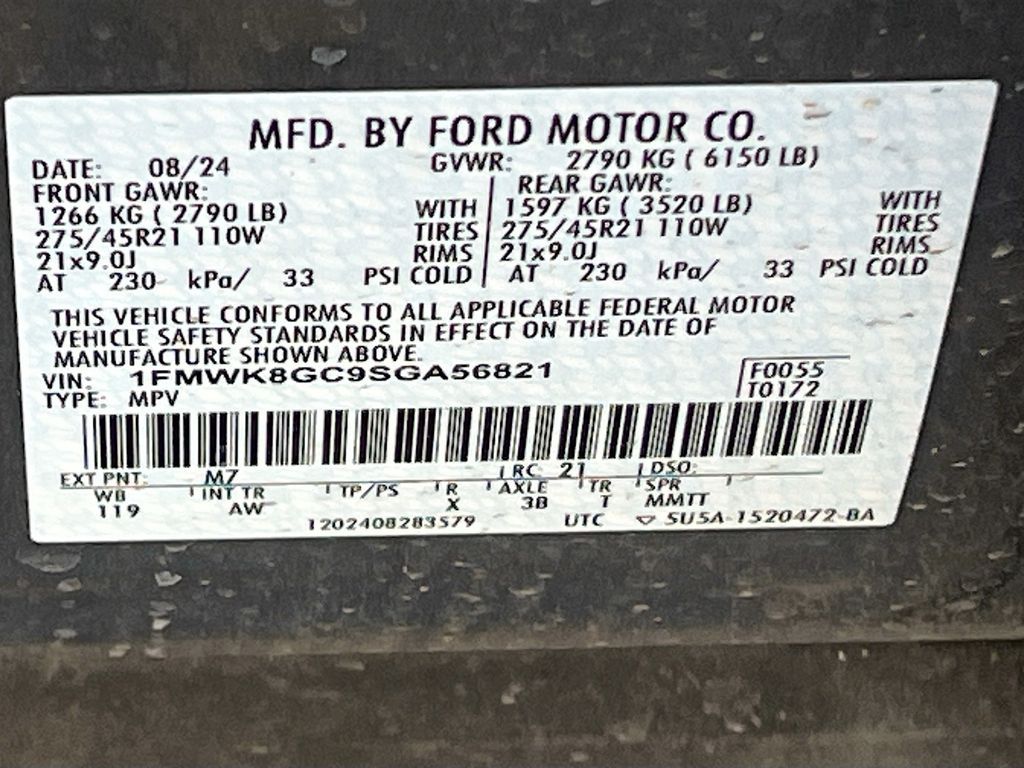 MFD. BY FORD MOTOR CO.
DATE: 08/24 GVWR: 2790 KG ( 6150 LB)
FRONT GAWR: REAR GAWR:
1266 KG ( 2790 LB) WITH 1597 KG ( 3520 LB) WITH
275/45R21 110W TIRES 275/45R21 110W TIRES
21x9.0J RIMS 21x9.0J RIMS
AT 230 kPa/ 33 PSI COLD AT 230 kPa/ 33 PSI COLD
THIS VEHICLE CONFORMS TO ALL APPLICABLE FEDERAL MOTOR
VEHICLE SAFETY STANDARDS IN EFFECT ON THE DATE OF
MANUFACTURE SHOWN ABOVE.
VIN: 1FMWK8GC9SGA56821 F0055
TYPE: MPV T0172
EXT PNT: M7 RC: 21 DSO:
WB INT TR TP/PS R AXLE TR SPR
119 AW X 3B T MMTT
1202408283579 UTC ▽ SU5A-1520472-BA